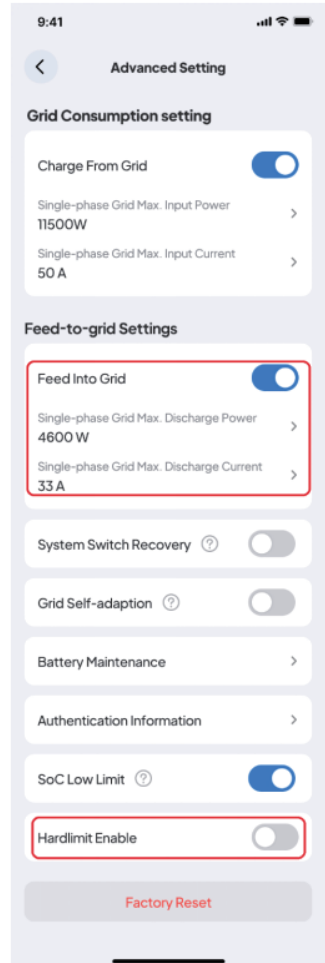 9:41
Advanced Setting
Grid Consumption setting
Charge From Grid
Single-phase Grid Max. Input Power
11500W
Single-phase Grid Max. Input Current
50 A
Feed-to-grid Settings
Feed Into Grid
Single-phase Grid Max. Discharge Power
4600 W
Single-phase Grid Max. Discharge Current
33 A
System Switch Recovery ?
Grid Self-adaption ?
Battery Maintenance
Authentication Information
SoC Low Limit ?
Hardlimit Enable
Factory Reset